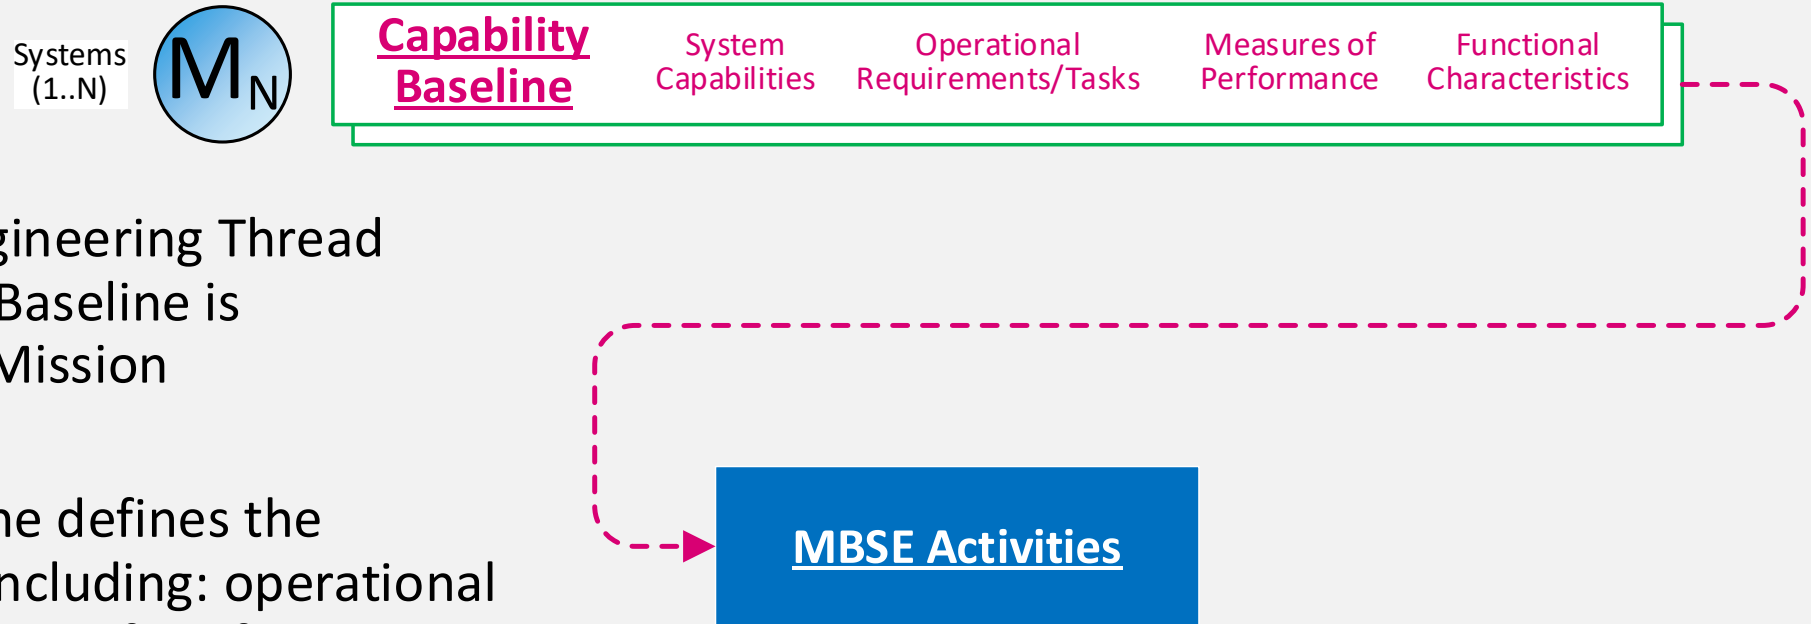 Systems
(1..N)
MN
Capability
Baseline
System
Capabilities
Operational
Requirements/Tasks
Measures of
Performance
Functional
Characteristics
gineering Thread
Baseline is
Mission
ne defines the
ncluding: operational
MBSE Activities